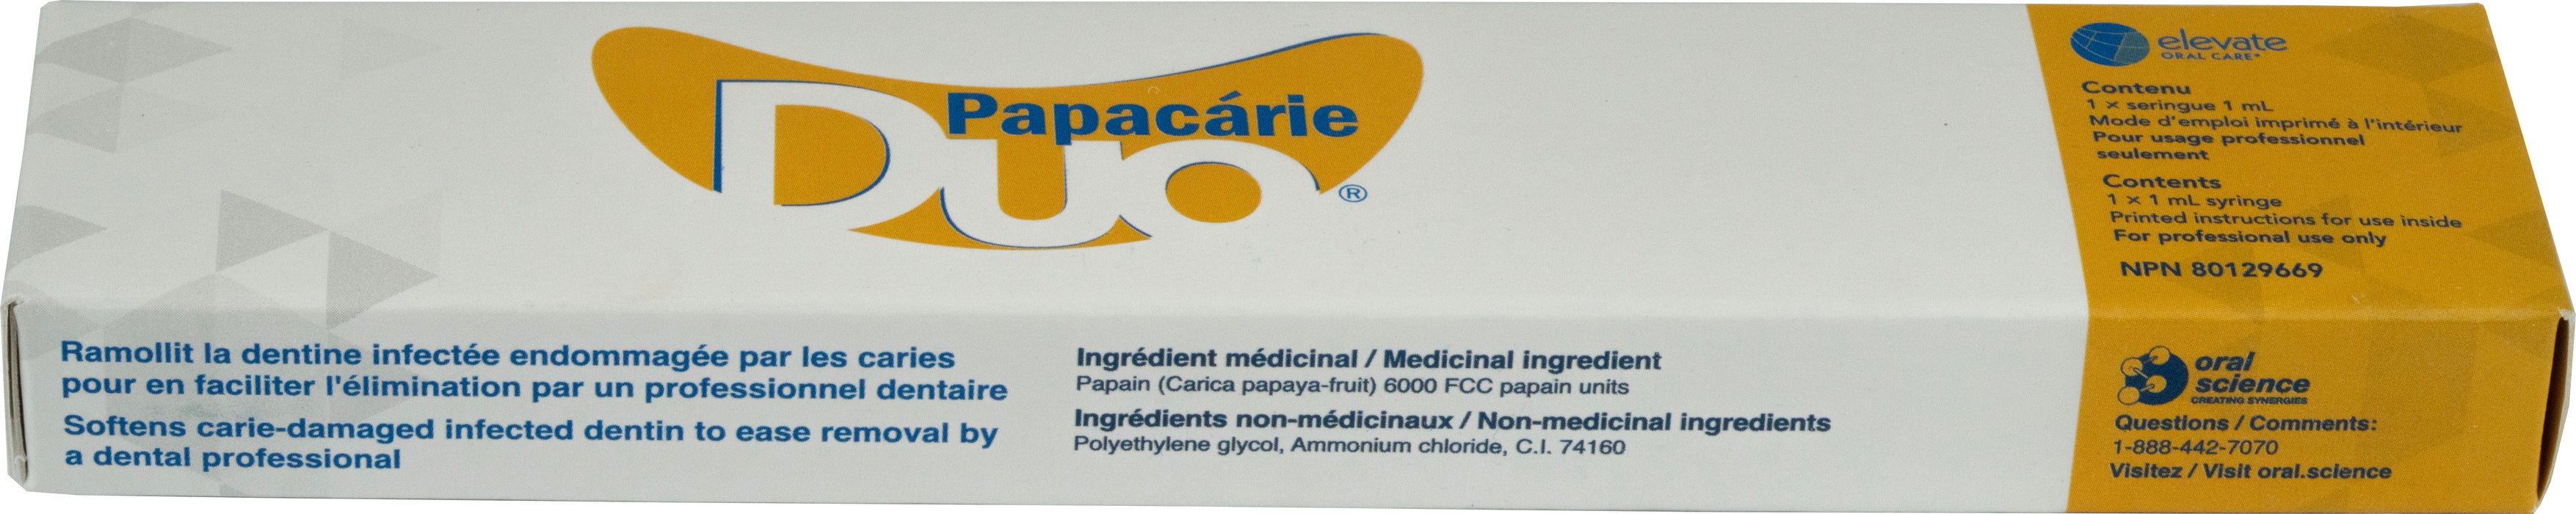 Papacárie
Duo®
elevate
ORAL CARE®
Contenu
1 × seringue 1 mL
Mode d'emploi imprimé à l'intérieur
Pour usage professionnel
seulement
Contents
1 × 1 mL syringe
Printed instructions for use inside
For professional use only
NPN 80129669
Ramollit la dentine infectée endommagée par les caries
pour en faciliter l'élimination par un professionnel dentaire
Softens carie-damaged infected dentin to ease removal by
a dental professional
Ingrédient médicinal / Medicinal ingredient
Papain (Carica papaya-fruit) 6000 FCC papain units
Ingrédients non-médicinaux / Non-medicinal ingredients
Polyethylene glycol, Ammonium chloride, C.I. 74160
oral
science
CREATING SYNERGIES
Questions / Comments:
1-888-442-7070
Visitez / Visit oral.science